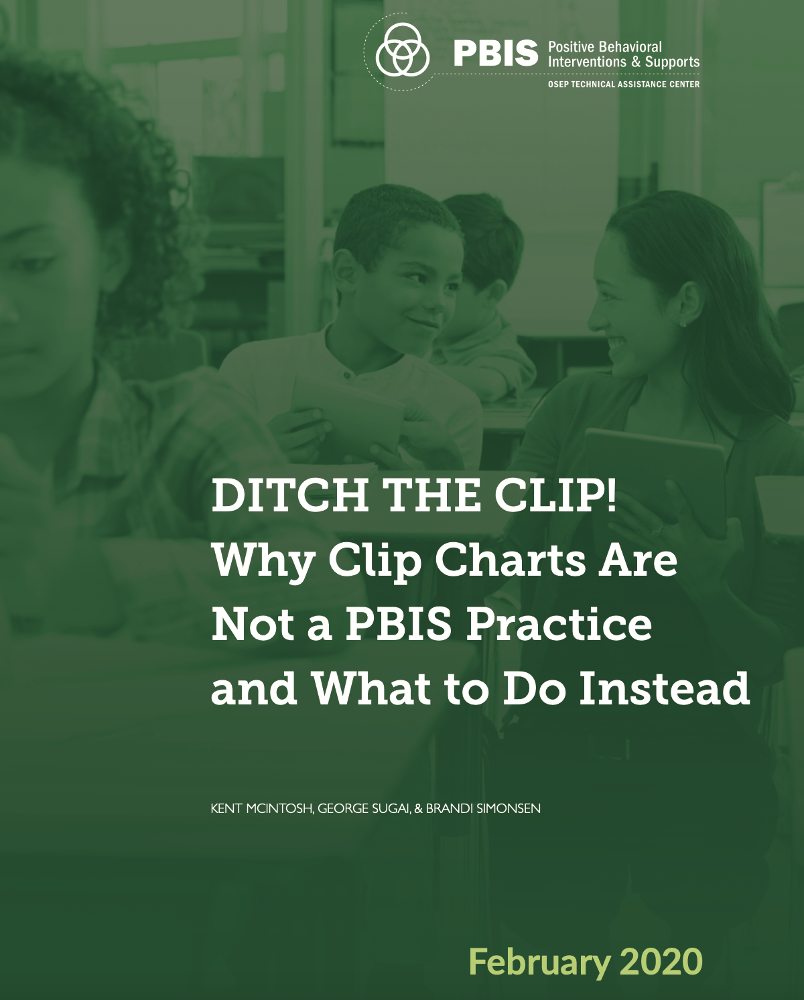 PBIS
Positive Behavioral
Interventions & Supports
OSEP TECHNICAL ASSISTANCE CENTER
DITCH THE CLIP!
Why Clip Charts Are
Not a PBIS Practice
and What to Do Instead
KENT MCINTOSH, GEORGE SUGAI, & BRANDI SIMONSEN
February 2020